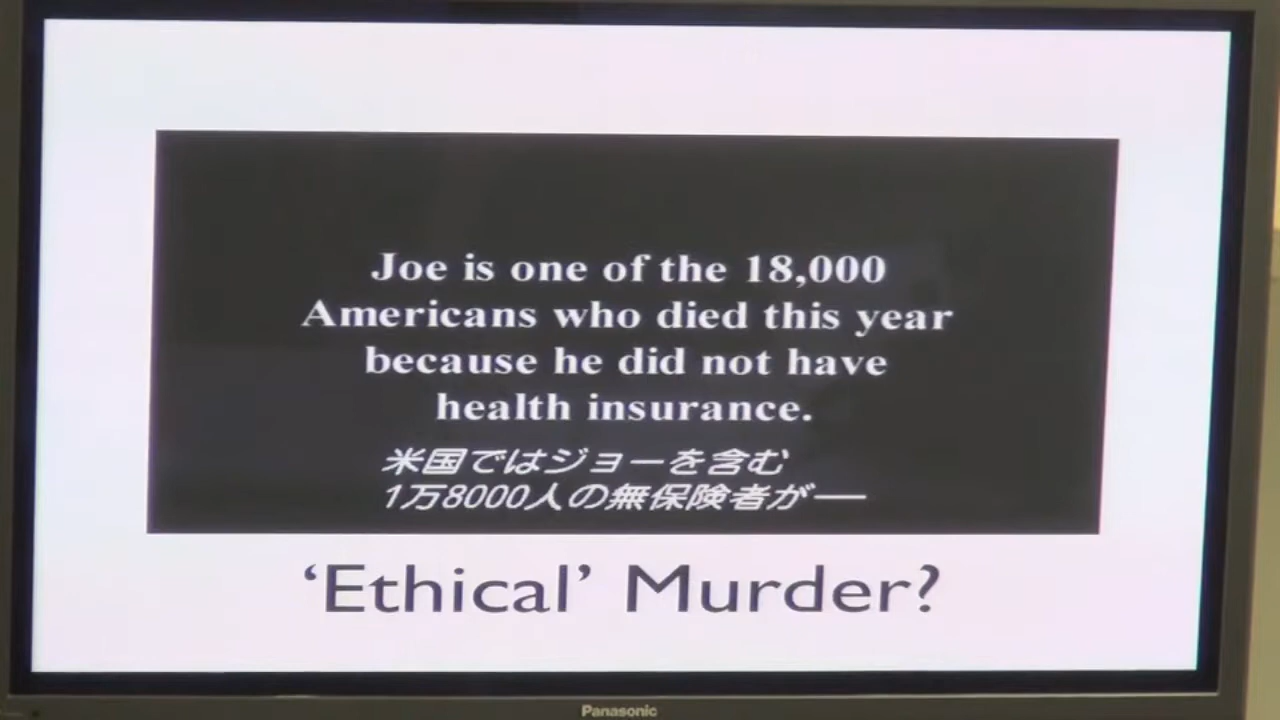 Joe is one of the 18,000
Americans who died this year
because he did not have
health insurance.
米国ではジョーを含む
1万8000人の無保険者が──
‘Ethical’ Murder?
Panasonic